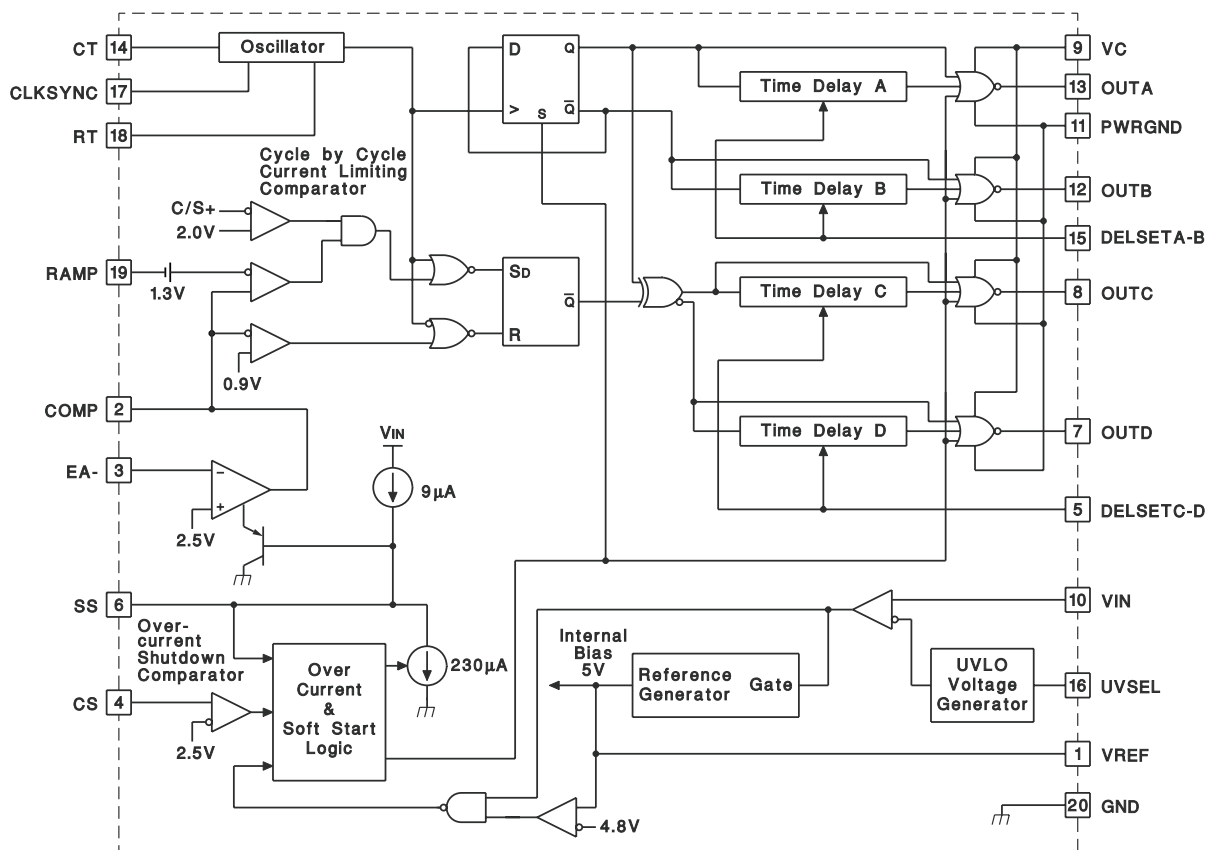 CT 14
Oscillator
CLKSYNC 17
RT 18
Cycle by Cycle
Current Limiting
Comparator
C/S+
2.0V
RAMP 19
1.3V
0.9V
COMP 2
EA- 3
−
+
2.5V
VIN
9µA
SS 6
Over-
current
Shutdown
Comparator
CS 4
2.5V
Over
Current
&
Soft Start
Logic
230µA
D Q
> S Q
SD
Q
R
Time Delay A
Time Delay B
Time Delay C
Time Delay D
9 VC
13 OUTA
11 PWRGND
12 OUTB
15 DELSETA-B
8 OUTC
7 OUTD
5 DELSETC-D
10 VIN
Internal
Bias
5V
Reference
Generator
Gate
UVLO
Voltage
Generator
16 UVSEL
1 VREF
4.8V
20 GND